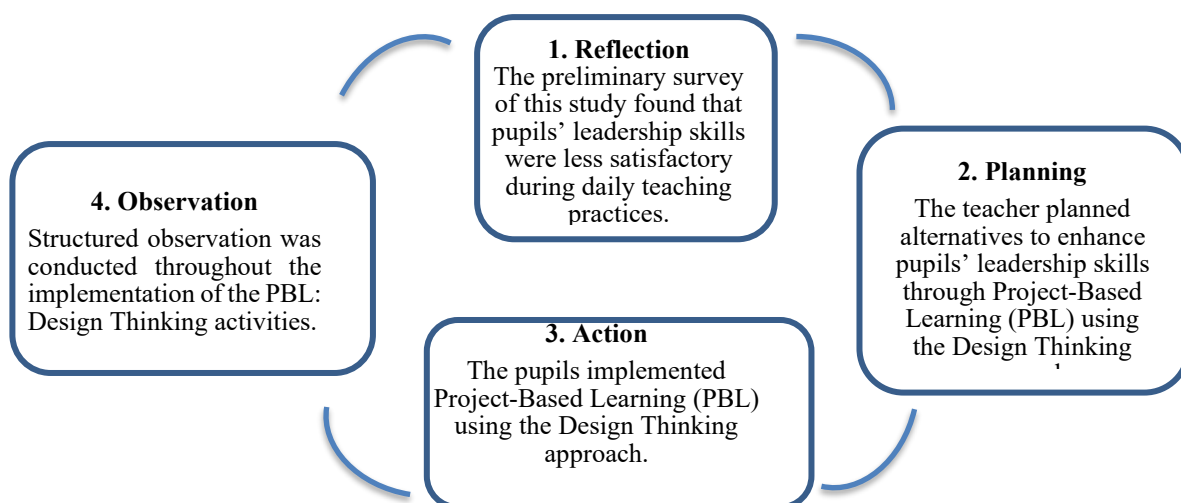 1. Reflection
The preliminary survey
of this study found that
pupils’ leadership skills
were less satisfactory
during daily teaching
practices.
2. Planning
The teacher planned
alternatives to enhance
pupils’ leadership skills
through Project-Based
Learning (PBL) using
the Design Thinking
3. Action
The pupils implemented
Project-Based Learning (PBL)
using the Design Thinking
approach.
4. Observation
Structured observation was
conducted throughout the
implementation of the PBL:
Design Thinking activities.